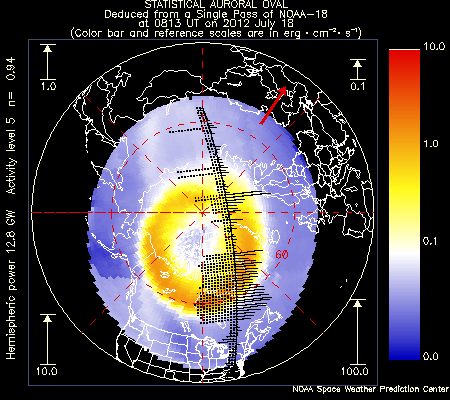 STATISTICAL AURORAL OVAL
Deduced from a Single Pass of NOAA-18
at 0813 UT on 2012 July 18
(Color bar and reference scales are in erg · cm⁻² · s⁻¹)
1.0
0.1
10.0
1.0
0.1
0.0
Hemispheric power 12.8 GW Activity level 5 n= 0.94
60
10.0
100.0
NOAA Space Weather Prediction Center